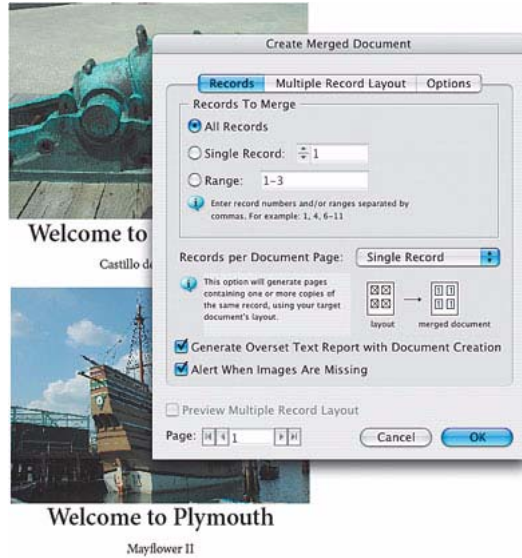 Create Merged Document
Records Multiple Record Layout Options
Records To Merge
All Records
Single Record: 1
Range: 1-3
Enter record numbers and/or ranges separated by
commas. For example: 1, 4, 6-11
Records per Document Page: Single Record
This option will generate pages
containing one or more copies of
the same record, using your target
document's layout.
layout merged document
Generate Overset Text Report with Document Creation
Alert When Images Are Missing
Preview Multiple Record Layout
Page: 1 Cancel OK
Welcome to
Castillo
Welcome to Plymouth
Mayflower II